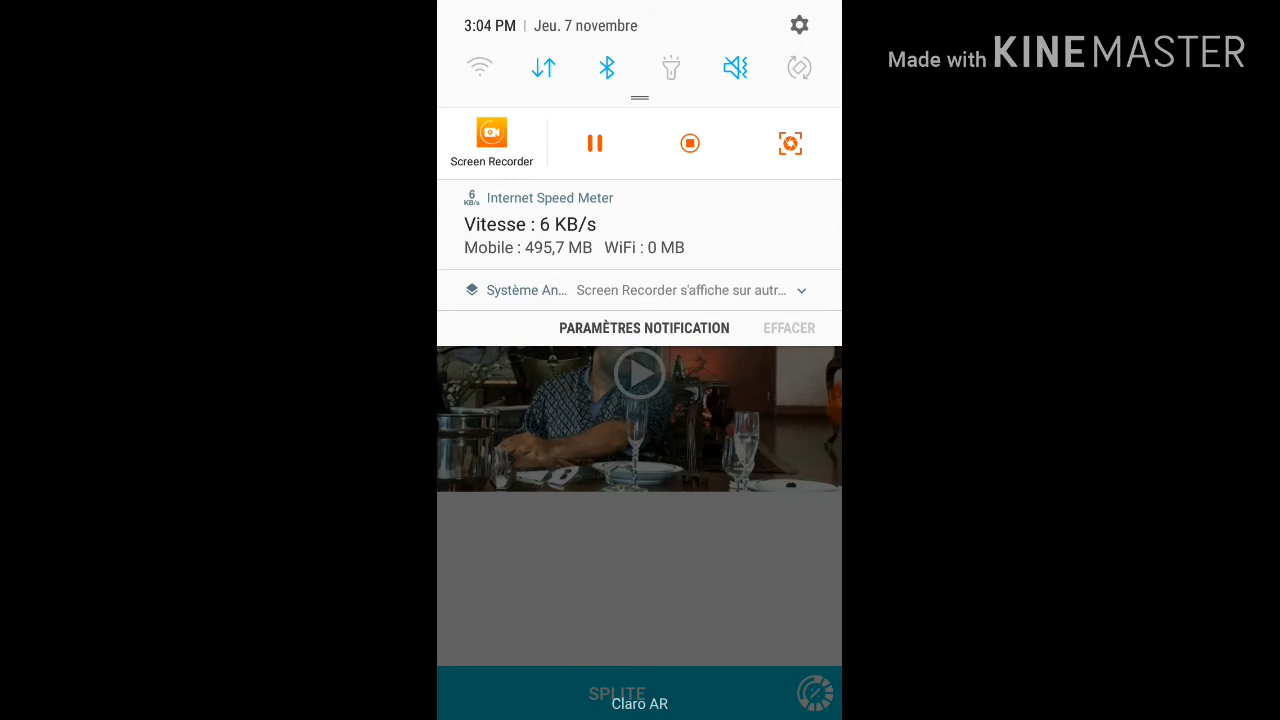 3:04 PM | Jeu. 7 novembre
Made with KINEMASTER
Screen Recorder
6 KB/s Internet Speed Meter
Vitesse : 6 KB/s
Mobile : 495,7 MB WiFi : 0 MB
Système An... Screen Recorder s'affiche sur autr...
PARAMÈTRES NOTIFICATION EFFACER
SPLITE
Claro AR